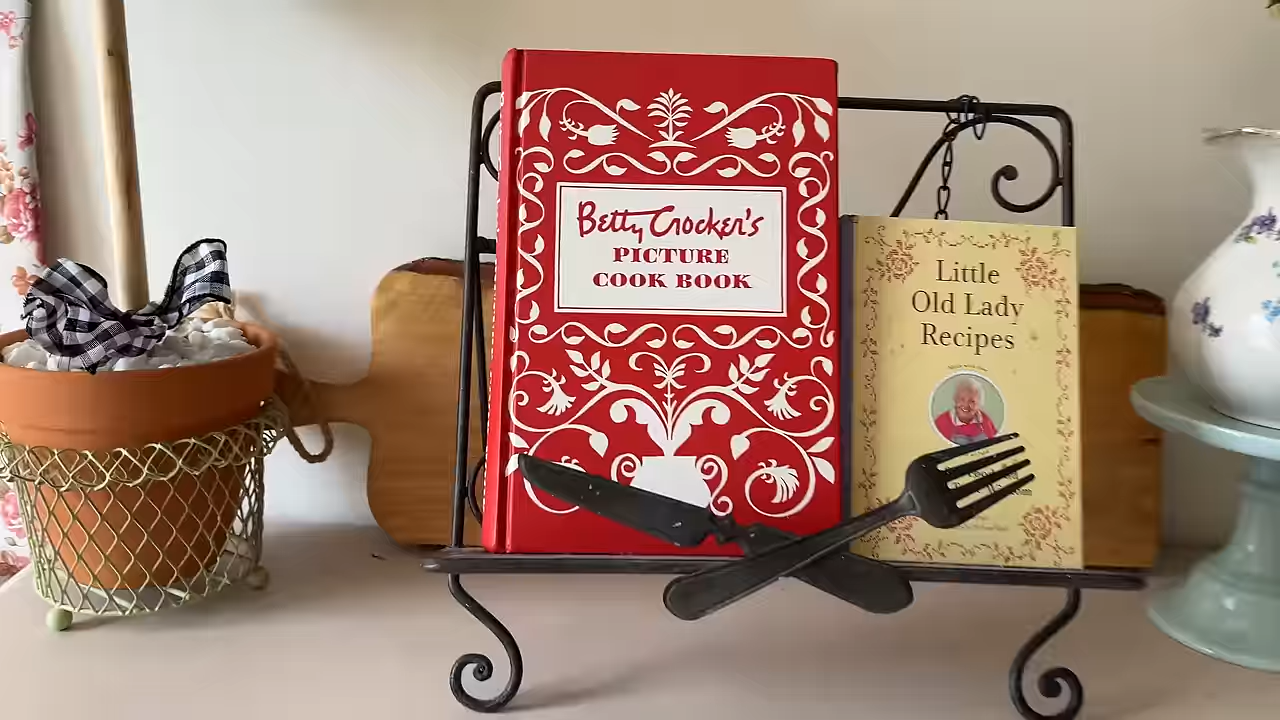 Betty Crocker's
PICTURE
COOK BOOK
Little
Old Lady
Recipes